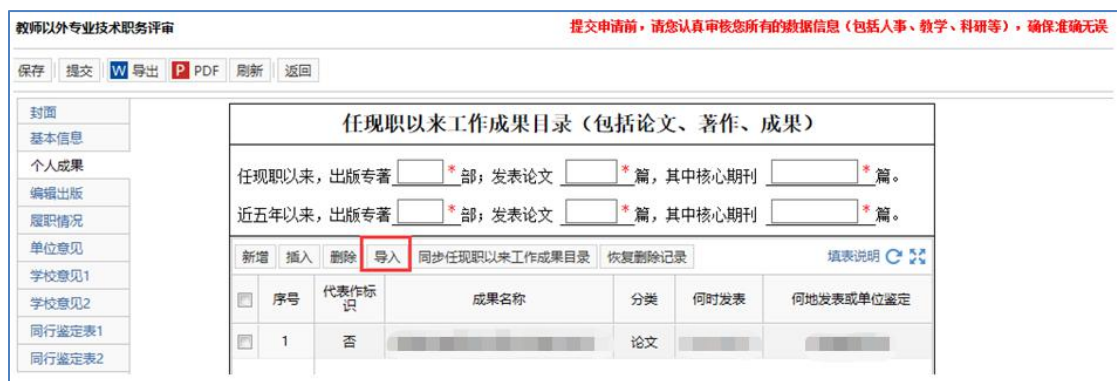 教师以外专业技术职务评审 提交申请前，请您认真审核您所有的数据信息（包括人事、教学、科研等），确保准确无误
保存 提交 W 导出 P PDF 刷新 返回
封面
基本信息
个人成果
编辑出版
履职情况
单位意见
学校意见1
学校意见2
同行鉴定表1
同行鉴定表2
任现职以来工作成果目录（包括论文、著作、成果）
任现职以来，出版专著 * 部；发表论文 * 篇，其中核心期刊 * 篇。
近五年以来，出版专著 * 部；发表论文 * 篇，其中核心期刊 * 篇。
新增 插入 删除 导入 同步任现职以来工作成果目录 恢复删除记录 填表说明
序号 代表作标识 成果名称 分类 何时发表 何地发表或单位鉴定
1 否 论文